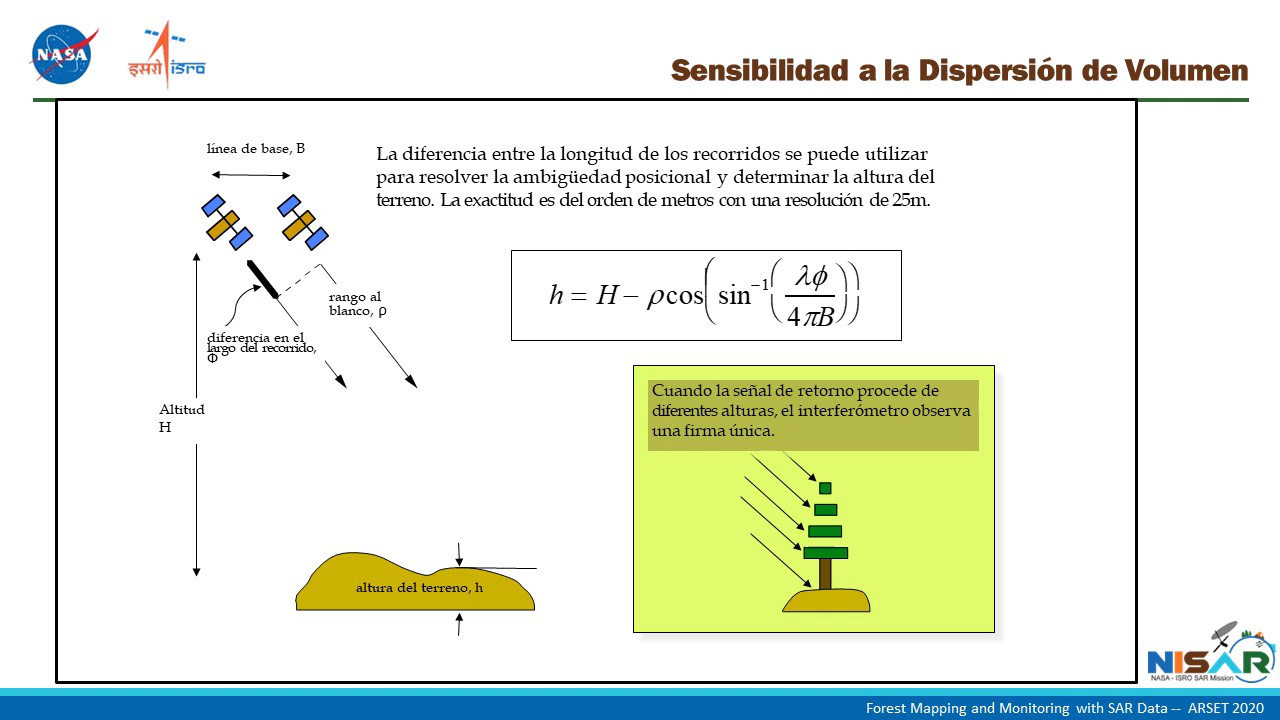 NASA
इसरो isro
Sensibilidad a la Dispersión de Volumen
línea de base, B
La diferencia entre la longitud de los recorridos se puede utilizar
para resolver la ambigüedad posicional y determinar la altura del
terreno. La exactitud es del orden de metros con una resolución de 25m.
h = H − ρcos(sin⁻¹(λϕ/4πB))
rango al
blanco, ρ
diferencia en el
largo del recorrido,
Φ
Altitud
H
altura del terreno, h
Cuando la señal de retorno procede de
diferentes alturas, el interferómetro observa
una firma única.
NISAR
NASA - ISRO SAR Mission
Forest Mapping and Monitoring with SAR Data -- ARSET 2020